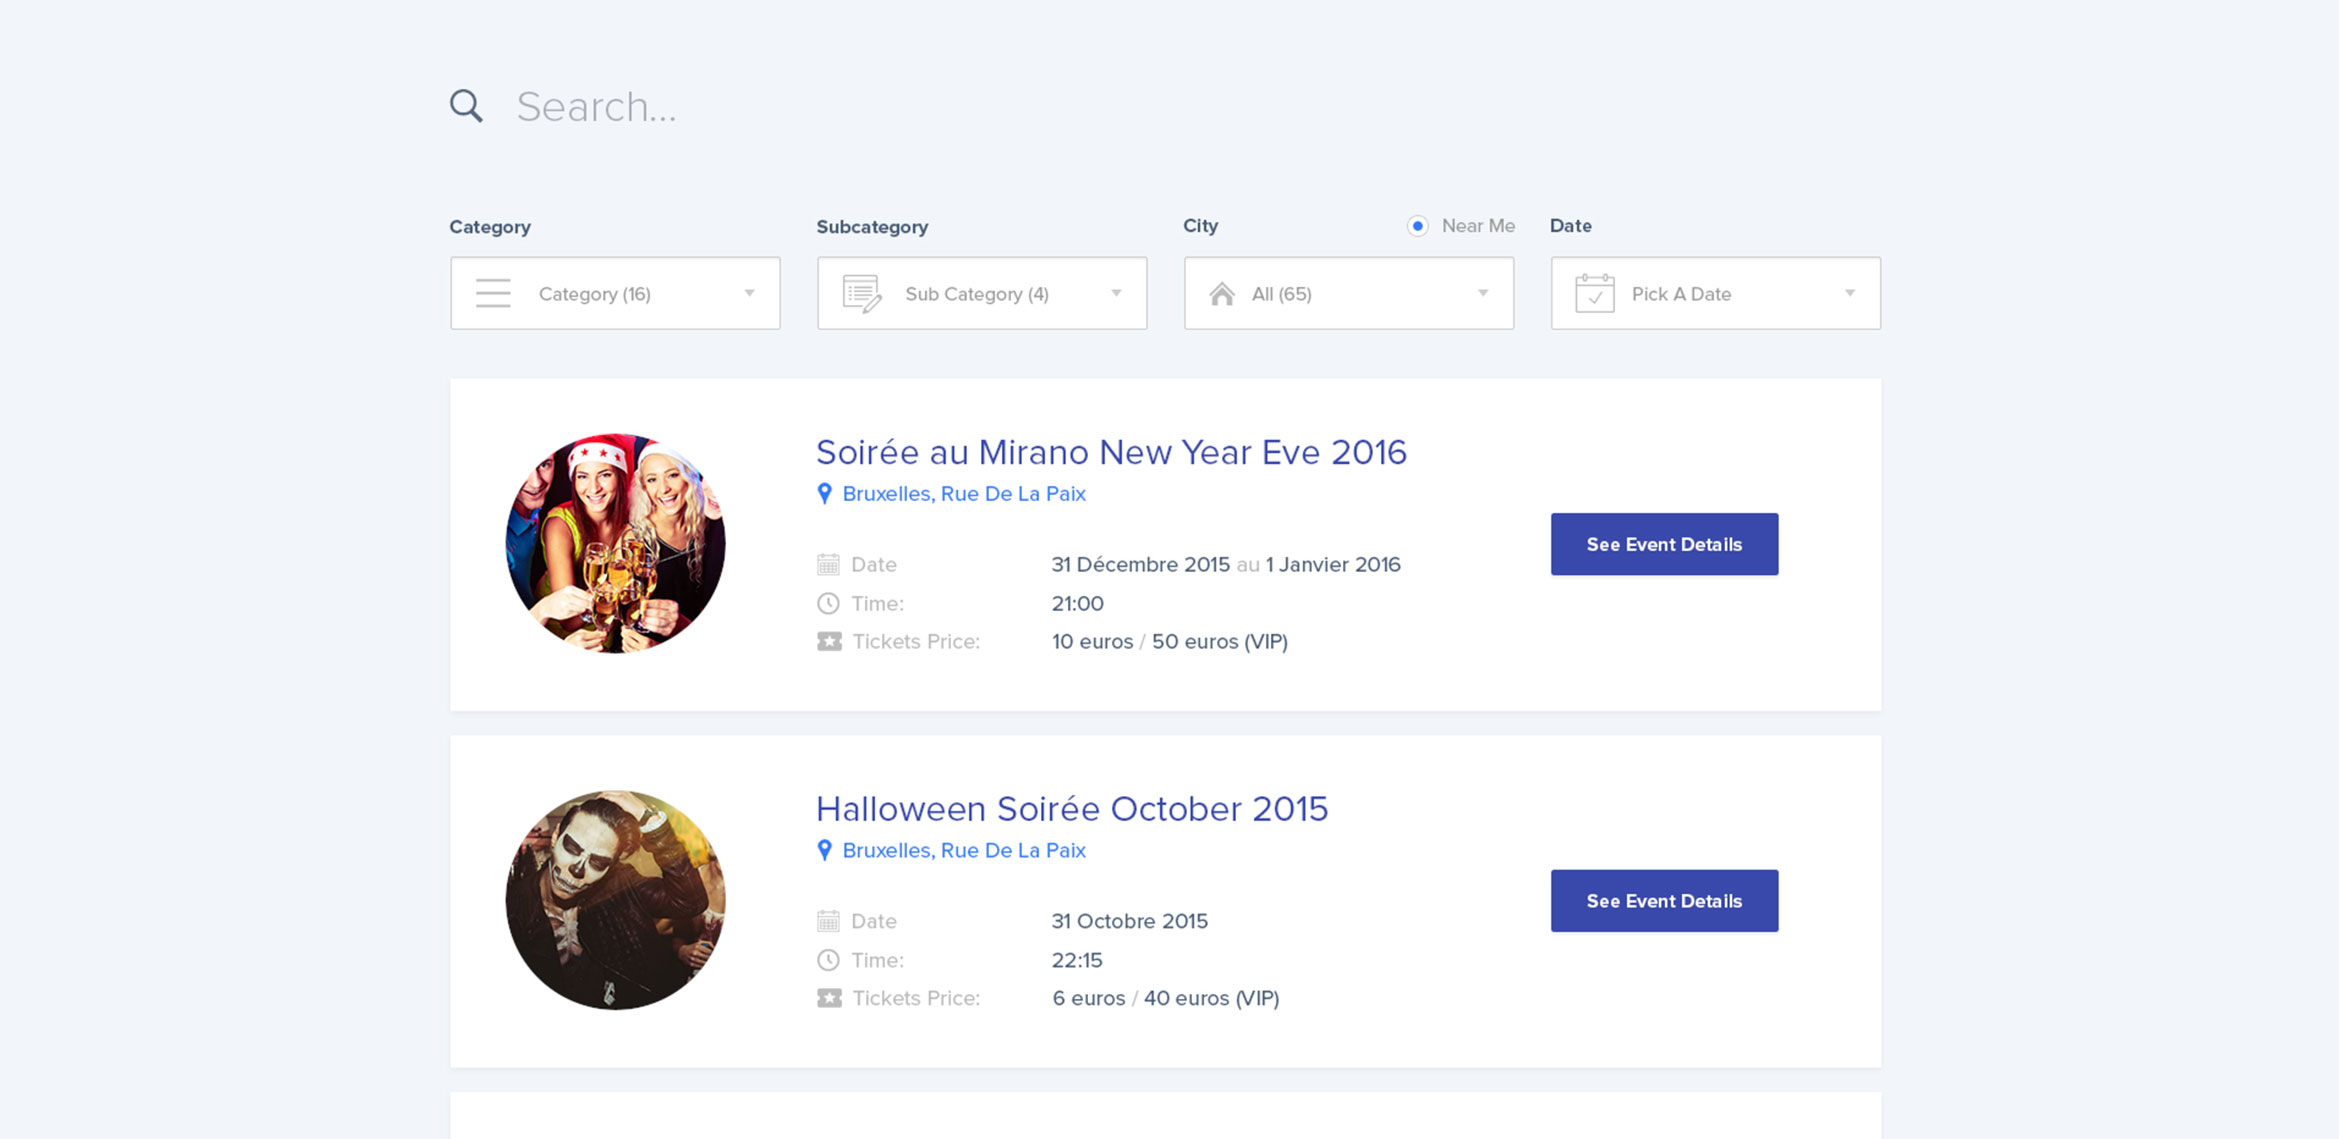 Search...
Category
Subcategory
City
Near Me
Date
Category (16)
Sub Category (4)
All (65)
Pick A Date
Soirée au Mirano New Year Eve 2016
Bruxelles, Rue De La Paix
See Event Details
Date 31 Décembre 2015 au 1 Janvier 2016
Time: 21:00
Tickets Price: 10 euros / 50 euros (VIP)
Halloween Soirée October 2015
Bruxelles, Rue De La Paix
See Event Details
Date 31 Octobre 2015
Time: 22:15
Tickets Price: 6 euros / 40 euros (VIP)